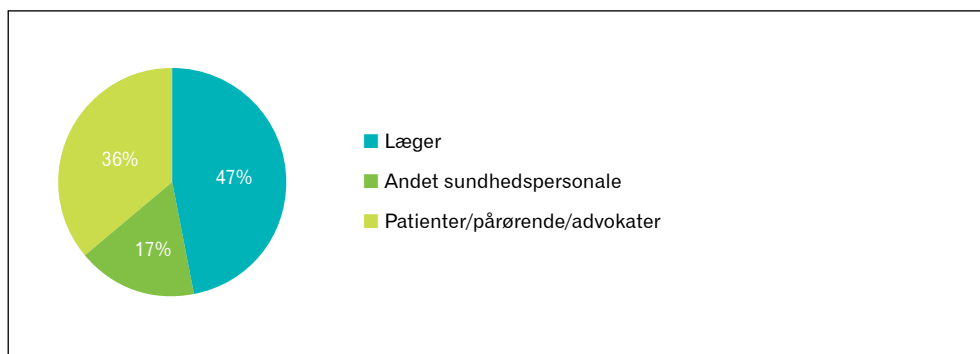 36%
47%
17%
Læger
Andet sundhedspersonale
Patienter/pårørende/advokater